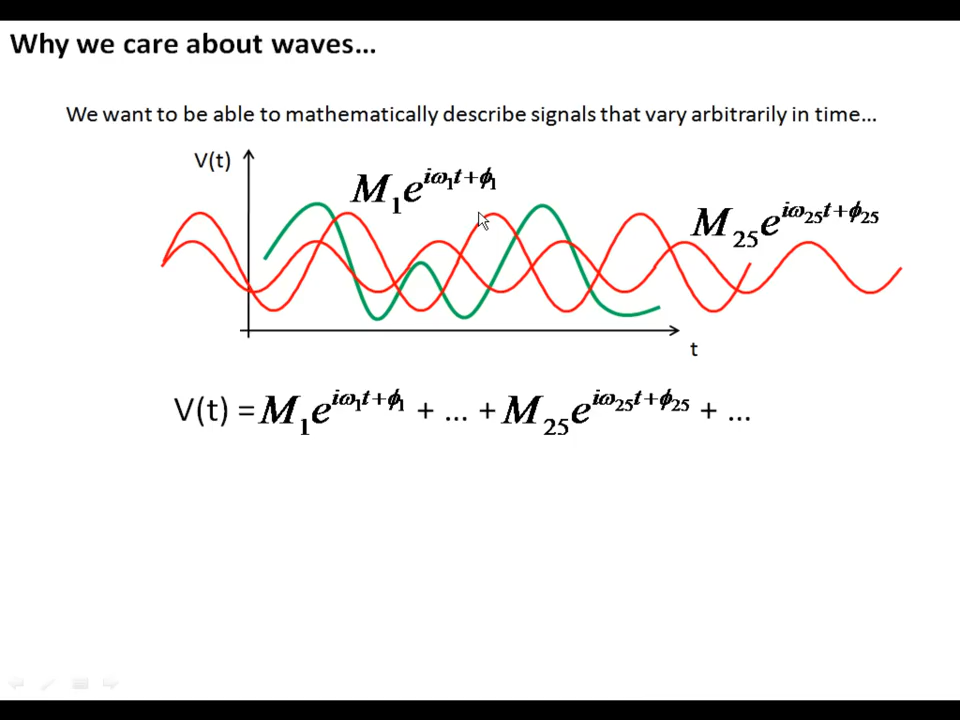 Why we care about waves...
We want to be able to mathematically describe signals that vary arbitrarily in time...
V(t)
M₁e^{iω₁t+ϕ₁}
M₂₅e^{iω₂₅t+ϕ₂₅}
t
V(t) = M₁e^{iω₁t+ϕ₁} + ... + M₂₅e^{iω₂₅t+ϕ₂₅} + ...